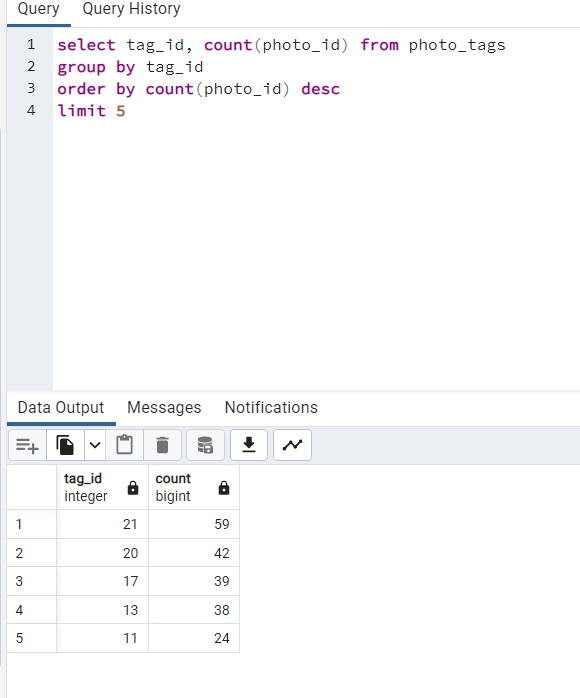 Query Query History
1 select tag_id, count(photo_id) from photo_tags
2 group by tag_id
3 order by count(photo_id) desc
4 limit 5
Data Output Messages Notifications
tag_id count
integer bigint
1 21 59
2 20 42
3 17 39
4 13 38
5 11 24